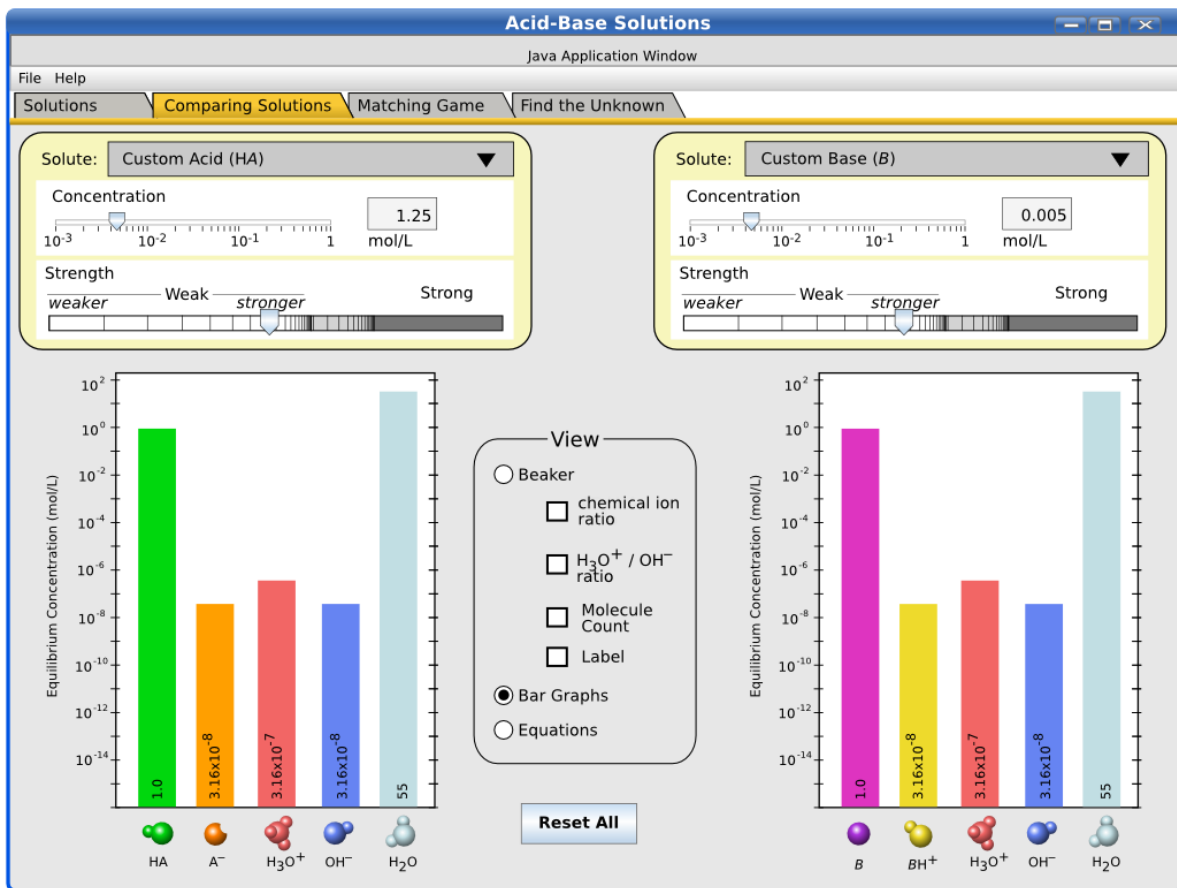 Acid-Base Solutions
Java Application Window
File Help
Solutions Comparing Solutions Matching Game Find the Unknown
Solute: Custom Acid (HA)
Concentration
1.25
10⁻³ 10⁻² 10⁻¹ 1 mol/L
Strength
Weak Strong
weaker stronger
Solute: Custom Base (B)
Concentration
0.005
10⁻³ 10⁻² 10⁻¹ 1 mol/L
Strength
Weak Strong
weaker stronger
Equilibrium Concentration (mol/L)
10²
10⁰
10⁻²
10⁻⁴
10⁻⁶
10⁻⁸
10⁻¹⁰
10⁻¹²
10⁻¹⁴
1.0 3.16x10⁻⁸ 3.16x10⁻⁷ 3.16x10⁻⁸ 55
HA A⁻ H₃O⁺ OH⁻ H₂O
View
Beaker
chemical ion
ratio
H₃O⁺ / OH⁻
ratio
Molecule
Count
Label
Bar Graphs
Equations
Reset All
Equilibrium Concentration (mol/L)
10²
10⁰
10⁻²
10⁻⁴
10⁻⁶
10⁻⁸
10⁻¹⁰
10⁻¹²
10⁻¹⁴
1.0 3.16x10⁻⁸ 3.16x10⁻⁷ 3.16x10⁻⁸ 55
B BH⁺ H₃O⁺ OH⁻ H₂O